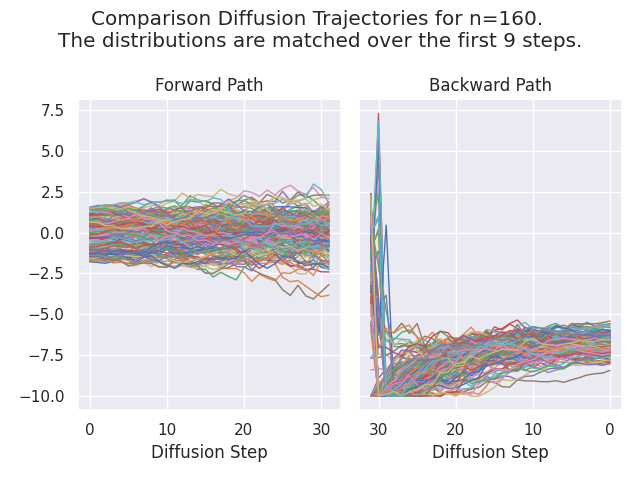 Comparison Diffusion Trajectories for n=160.
The distributions are matched over the first 9 steps.
Forward Path
Backward Path
7.5
5.0
2.5
0.0
−2.5
−5.0
−7.5
−10.0
0 10 20 30
30 20 10 0
Diffusion Step
Diffusion Step